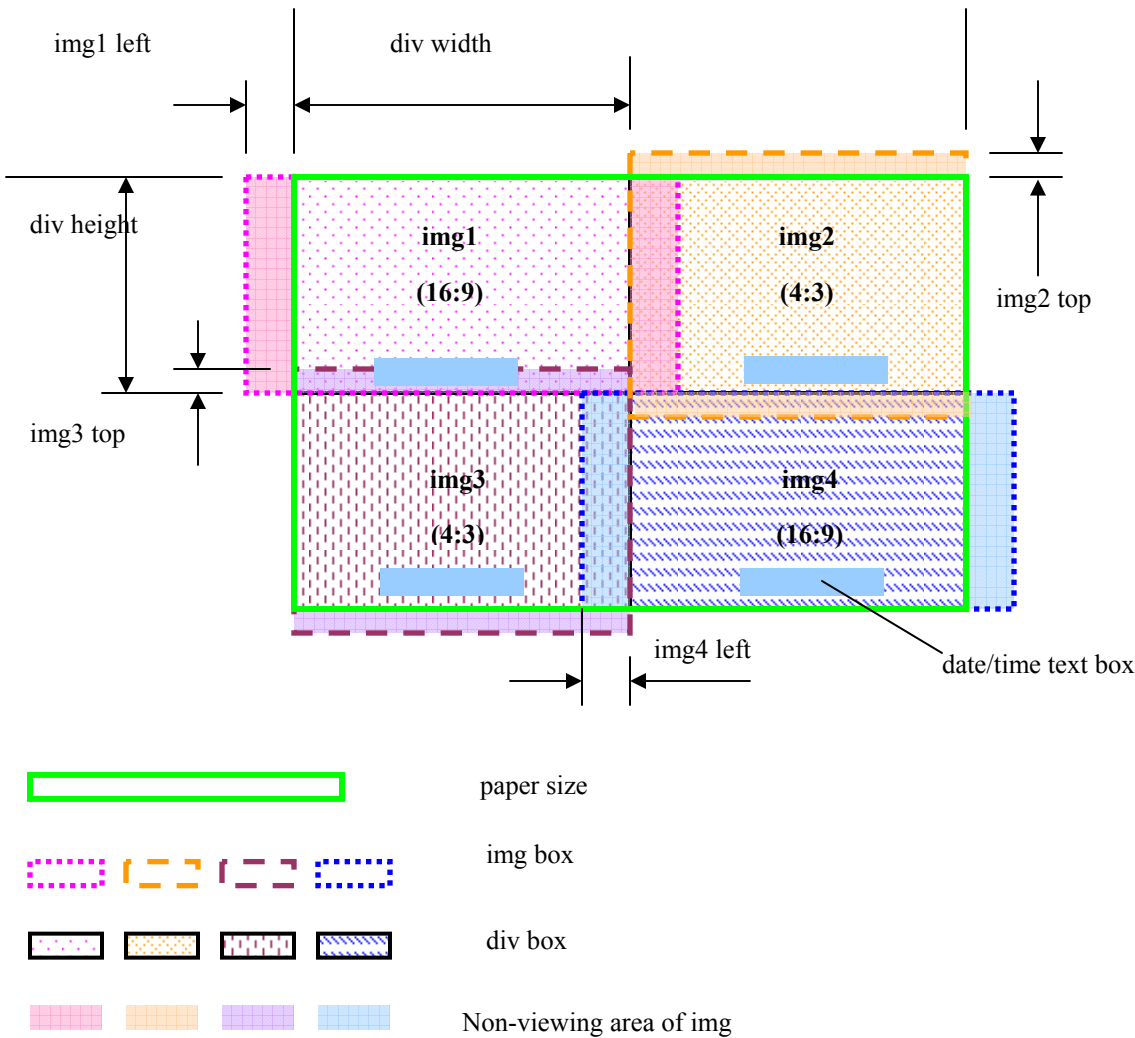 img1 left
div width
div height
img1
(16:9)
img2
(4:3)
img2 top
img3 top
img3
(4:3)
img4
(16:9)
img4 left
date/time text box
paper size
img box
div box
Non-viewing area of img